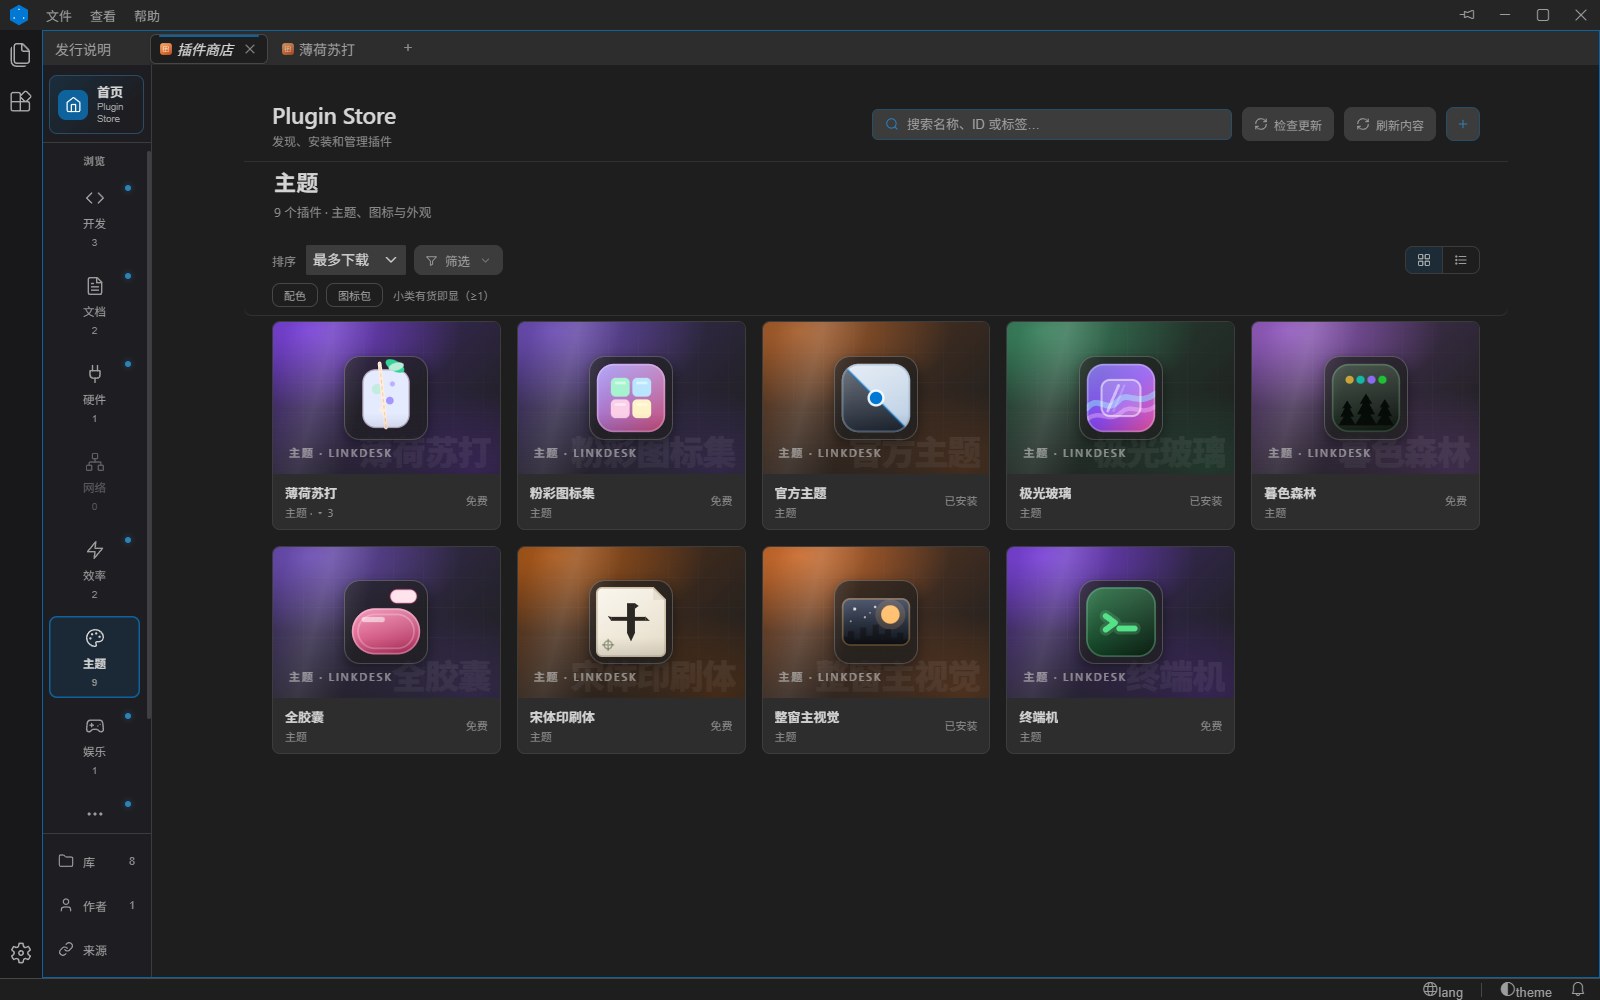 文件 查看 帮助
发行说明 插件商店 薄荷苏打 +
首页
Plugin
Store
浏览
开发
3
文档
2
硬件
1
网络
0
效率
2
主题
9
娱乐
1
库 8
作者 1
来源
Plugin Store
发现、安装和管理插件
搜索名称、ID 或标签... 检查更新 刷新内容 +
主题
9 个插件 · 主题、图标与外观
排序 最多下载 筛选
配色 图标包 小类有货即显（≥1）
主题 · LINKDESK 薄荷苏打
薄荷苏打 免费
主题 · - 3
主题 · LINKDESK 粉彩图标集
粉彩图标集 免费
主题
主题 · LINKDESK 官方主题
官方主题 已安装
主题
主题 · LINKDESK 极光玻璃
极光玻璃 已安装
主题
主题 · LINKDESK 暮色森林
暮色森林 免费
主题
主题 · LINKDESK 全胶囊
全胶囊 免费
主题
主题 · LINKDESK 宋体印刷体
宋体印刷体 免费
主题
主题 · LINKDESK 整窗主视觉
整窗主视觉 已安装
主题
主题 · LINKDESK 终端机
终端机 免费
主题
lang theme